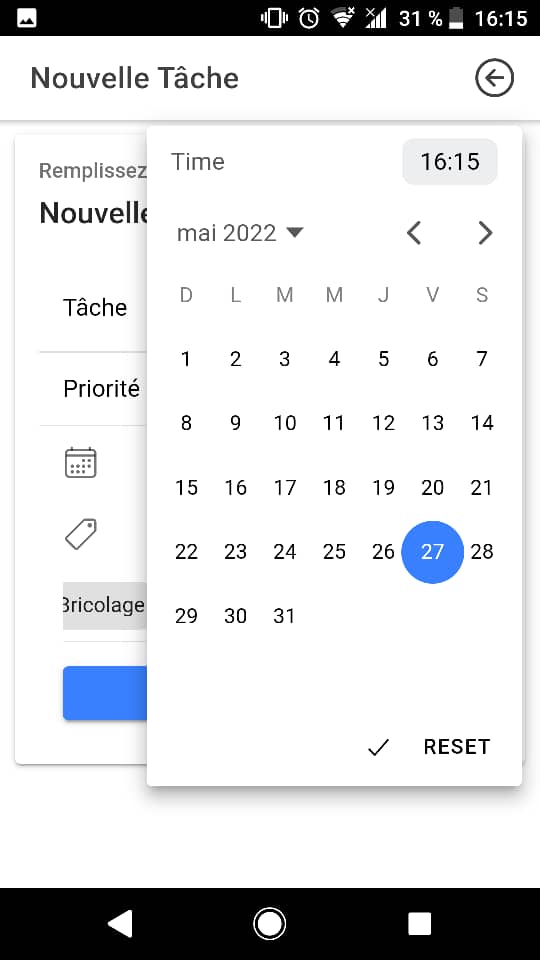 31 % 16:15
Nouvelle Tâche
Remplissez
Nouvelle
Tâche
Priorité
Bricolage
Time 16:15
mai 2022
D L M M J V S
1 2 3 4 5 6 7
8 9 10 11 12 13 14
15 16 17 18 19 20 21
22 23 24 25 26 27 28
29 30 31
RESET